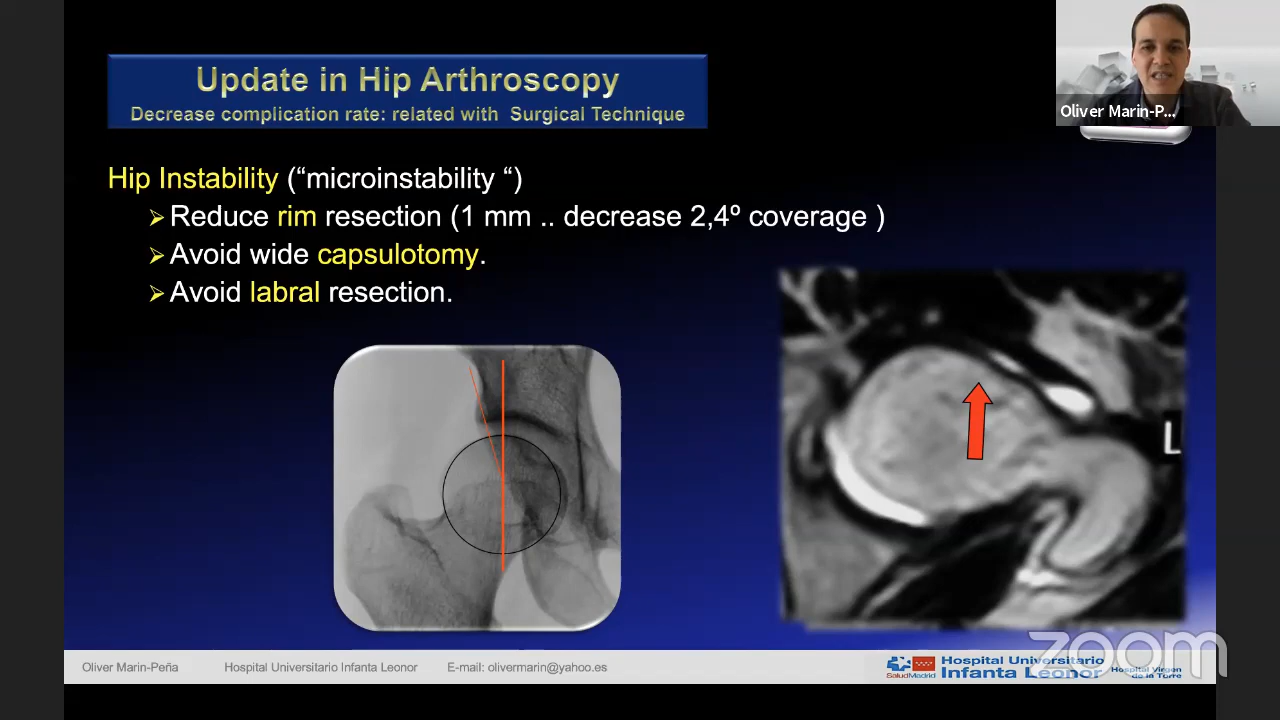 Update in Hip Arthroscopy
Decrease complication rate: related with Surgical Technique
Oliver Marin-P...
Hip Instability (“microinstability “)
➢ Reduce rim resection (1 mm .. decrease 2,4º coverage )
➢ Avoid wide capsulotomy.
➢ Avoid labral resection.
L
zoom
Oliver Marin-Peña Hospital Universitario Infanta Leonor E-mail: olivermarin@yahoo.es
SaludMadrid
Hospital Universitario
Infanta Leonor
Hospital Virgen
de la Torre